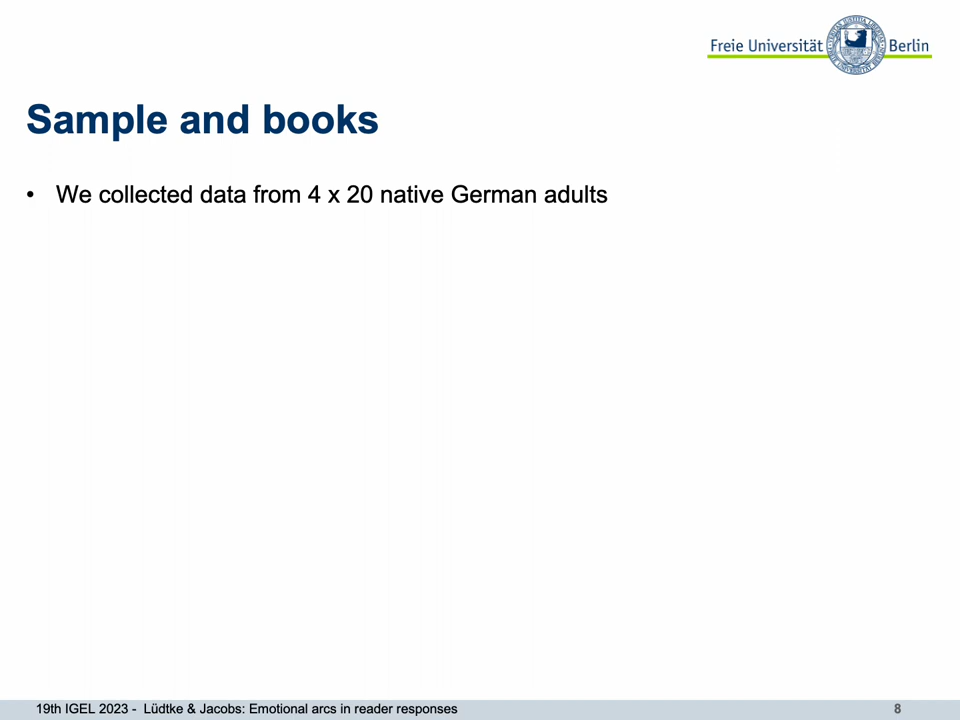 Freie Universität Berlin
Sample and books
• We collected data from 4 x 20 native German adults
19th IGEL 2023 - Lüdtke & Jacobs: Emotional arcs in reader responses 8